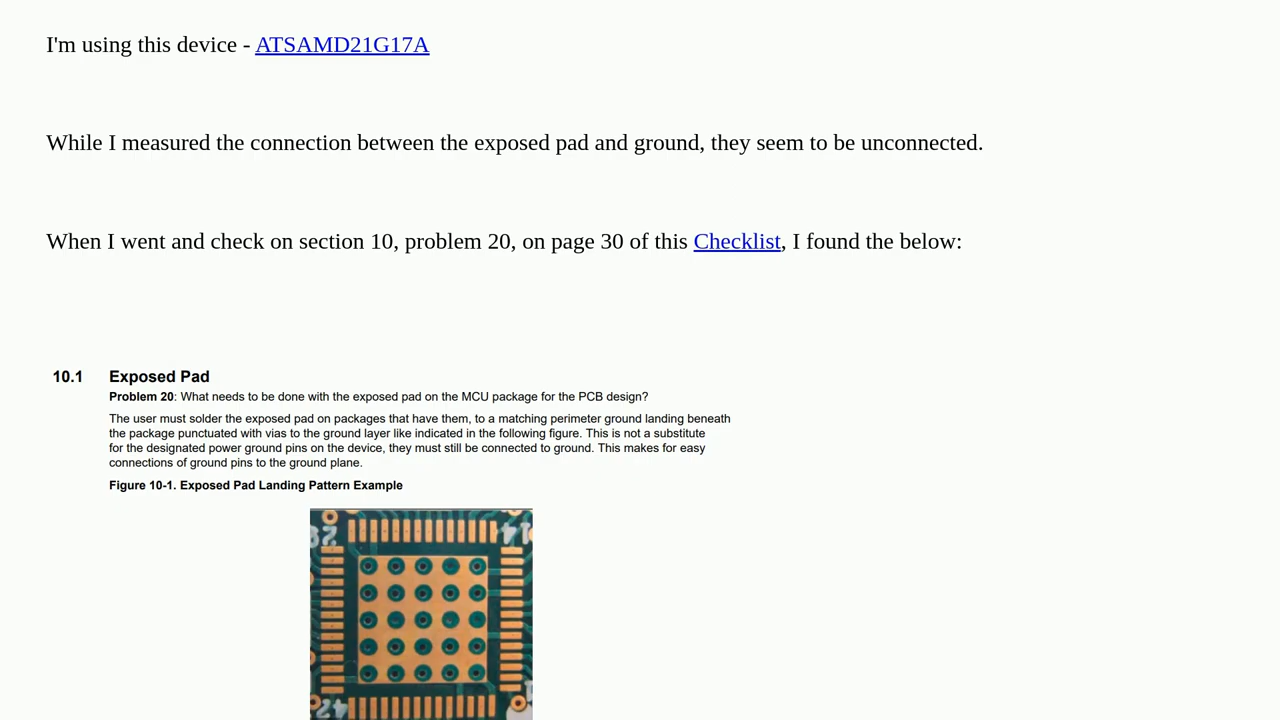 I'm using this device - ATSAMD21G17A
While I measured the connection between the exposed pad and ground, they seem to be unconnected.
When I went and check on section 10, problem 20, on page 30 of this Checklist, I found the below:
10.1 Exposed Pad
Problem 20: What needs to be done with the exposed pad on the MCU package for the PCB design?
The user must solder the exposed pad on packages that have them, to a matching perimeter ground landing beneath
the package punctuated with vias to the ground layer like indicated in the following figure. This is not a substitute
for the designated power ground pins on the device, they must still be connected to ground. This makes for easy
connections of ground pins to the ground plane.
Figure 10-1. Exposed Pad Landing Pattern Example
14
42